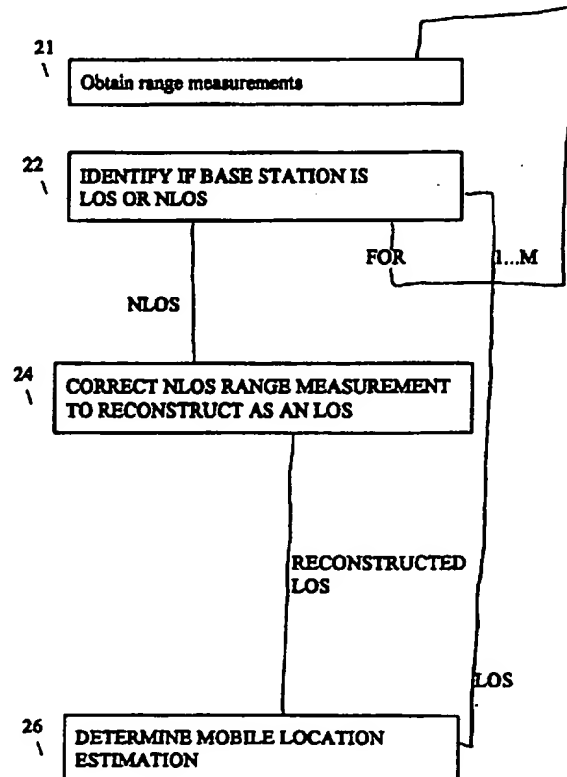 21
Obtain range measurements
22
IDENTIFY IF BASE STATION IS
LOS OR NLOS
FOR 1...M
NLOS
24
CORRECT NLOS RANGE MEASUREMENT
TO RECONSTRUCT AS AN LOS
RECONSTRUCTED
LOS
LOS
26
DETERMINE MOBILE LOCATION
ESTIMATION